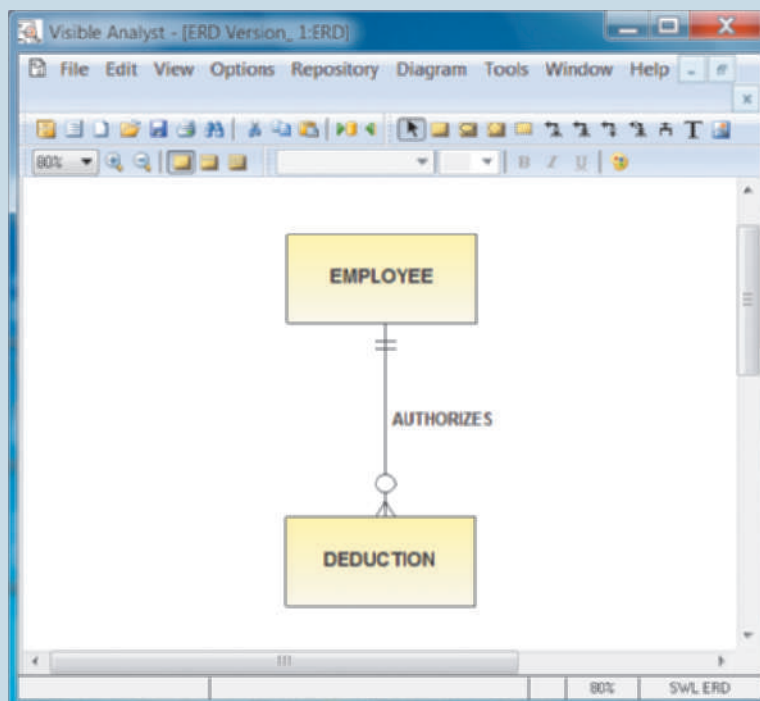 Visible Analyst - [ERD Version_ 1:ERD]
File Edit View Options Repository Diagram Tools Window Help
80% B I U
EMPLOYEE
AUTHORIZES
DEDUCTION
80% SWL ERD